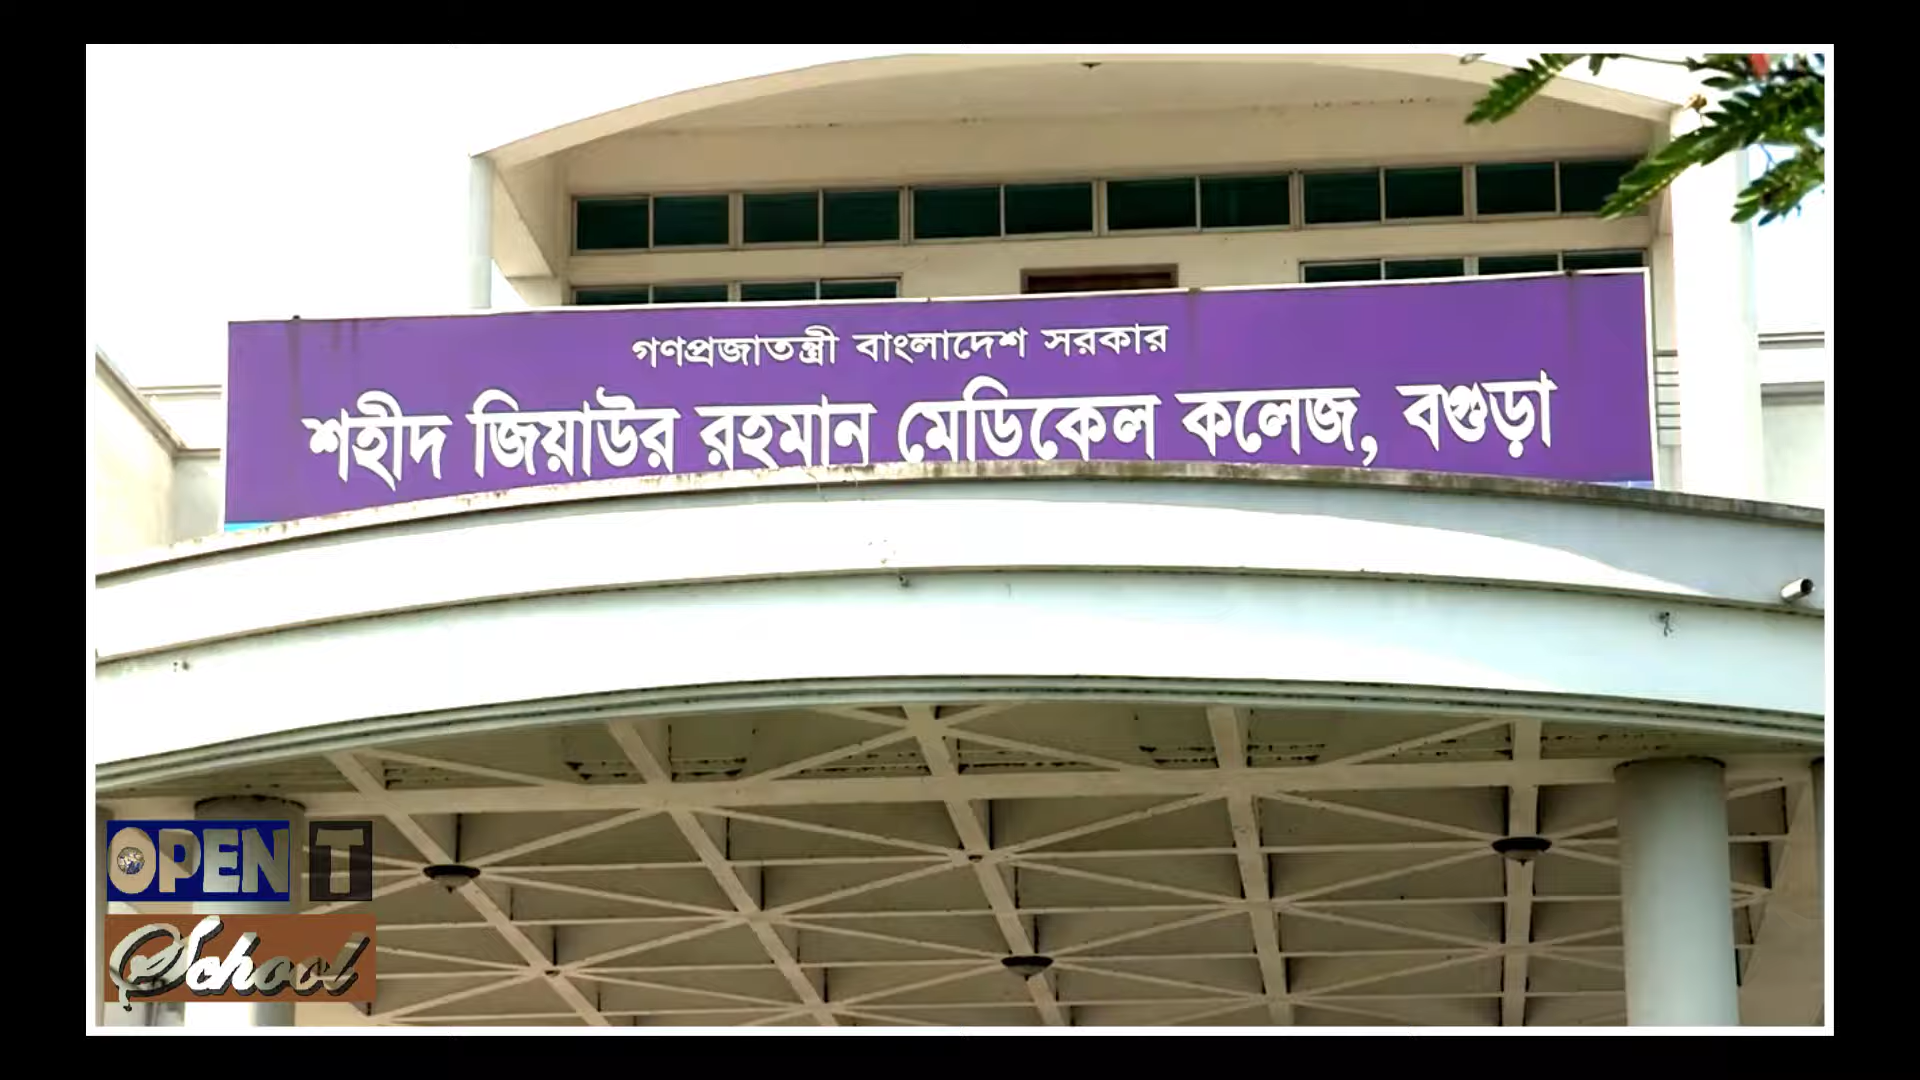 গণপ্রজাতন্ত্রী বাংলাদেশ সরকার
শহীদ জিয়াউর রহমান মেডিকেল কলেজ, বগুড়া
OPEN T
School